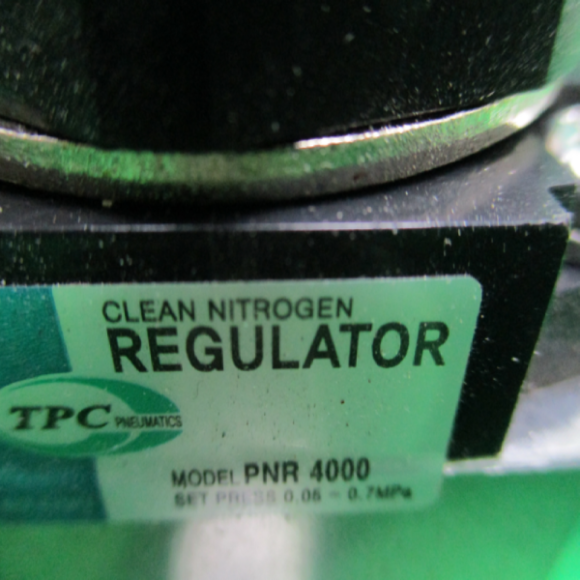 CLEAN NITROGEN
REGULATOR
TPC PNEUMATICS
MODEL PNR 4000
SET PRESS 0.05 ~ 0.7MPa